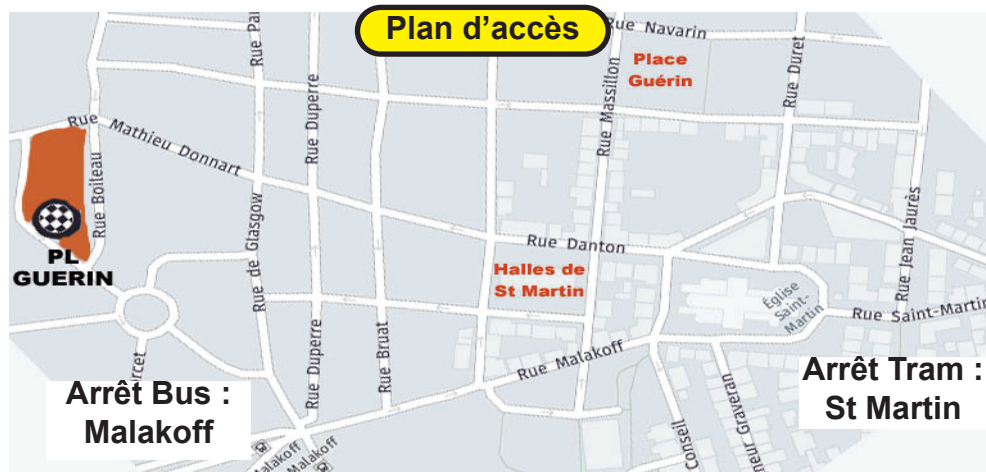 Plan d'accès
Rue Navarin
Place
Guérin
Rue Duret
Rue Massillon
Rue Duperre
Rue Mathieu Donnart
Rue Boileau
PL
GUERIN
Rue de Glasgow
Rue Danton
Halles de
St Martin
Rue Jean Jaurès
Église
Saint-
Martin
Rue Saint-Martin
Rue Duperre
Rue Bruat
Rue Malakoff
Arrêt Bus :
Malakoff
Arrêt Tram :
St Martin
Malakoff
Malakoff
Conseil
neur Graveran